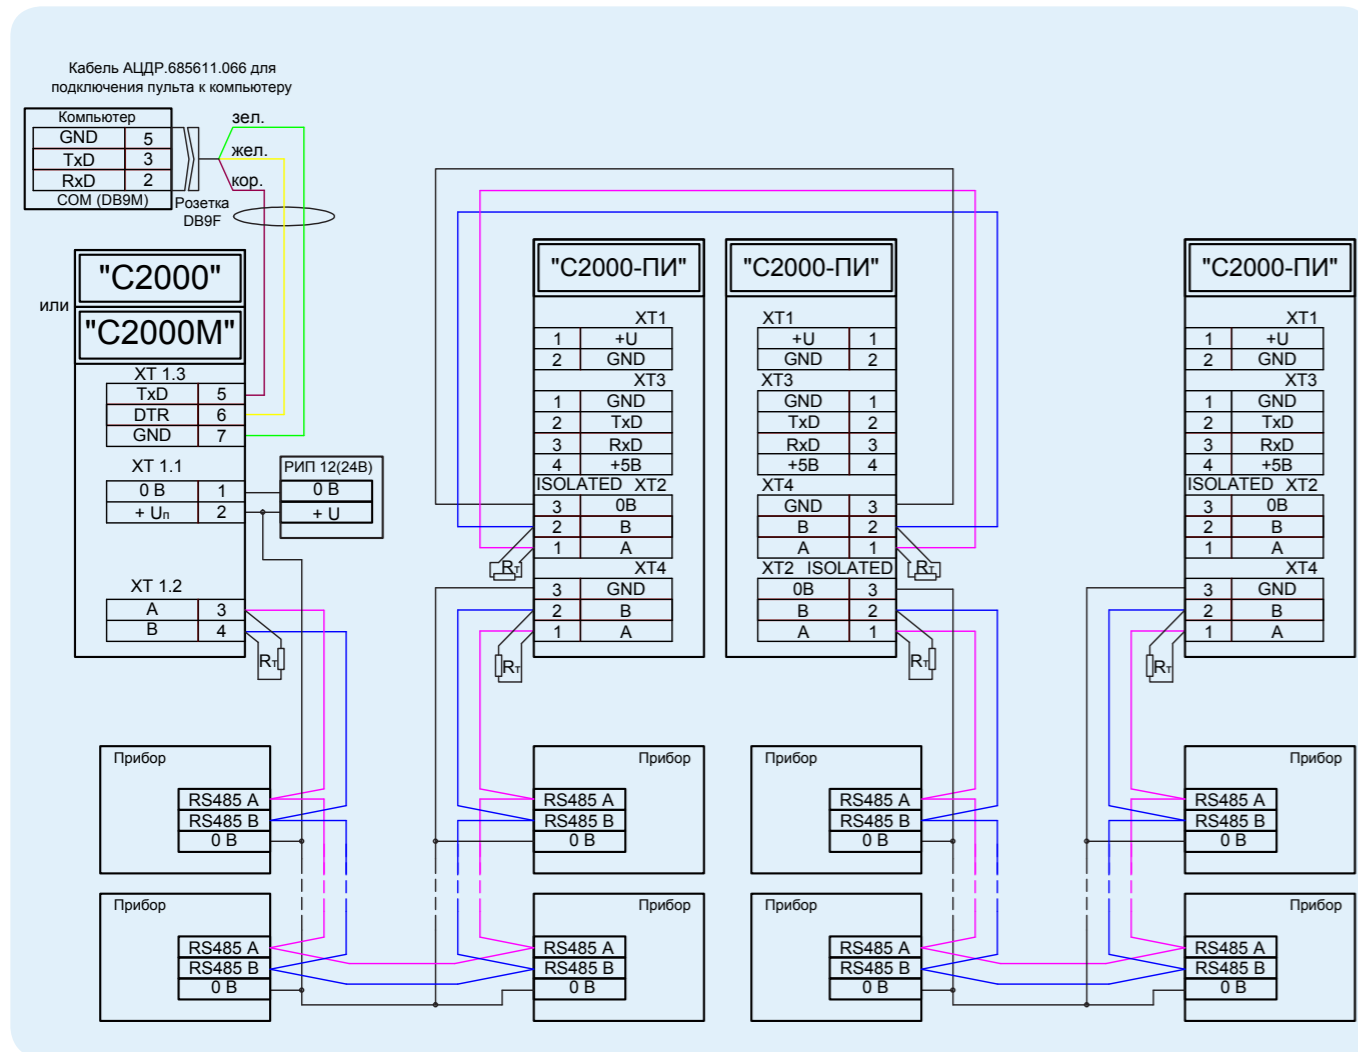 Кабель АЦДР.685611.066 для
подключения пульта к компьютеру
Компьютер
GND 5
TxD 3
RxD 2
COM (DB9M)
Розетка
DB9F
зел.
жел.
кор.
"С2000"
или
"С2000М"
XT 1.3
TxD 5
DTR 6
GND 7
XT 1.1
0 В 1
+ Uп 2
РИП 12(24В)
0 В
+ U
XT 1.2
A 3
B 4
Rт
"С2000-ПИ"
XT1
1 +U
2 GND
XT3
1 GND
2 TxD
3 RxD
4 +5В
ISOLATED XT2
3 0В
2 B
1 A
Rт
XT4
3 GND
2 B
1 A
Rт
"С2000-ПИ"
XT1
+U 1
GND 2
XT3
GND 1
TxD 2
RxD 3
+5В 4
XT4
GND 3
B 2
A 1
Rт
XT2 ISOLATED
0В 3
B 2
A 1
Rт
"С2000-ПИ"
XT1
1 +U
2 GND
XT3
1 GND
2 TxD
3 RxD
4 +5В
ISOLATED XT2
3 0В
2 B
1 A
XT4
3 GND
2 B
1 A
Rт
Прибор
RS485 A
RS485 B
0 В
Прибор
RS485 A
RS485 B
0 В
Прибор
RS485 A
RS485 B
0 В
Прибор
RS485 A
RS485 B
0 В
Прибор
RS485 A
RS485 B
0 В
Прибор
RS485 A
RS485 B
0 В
Прибор
RS485 A
RS485 B
0 В
Прибор
RS485 A
RS485 B
0 В